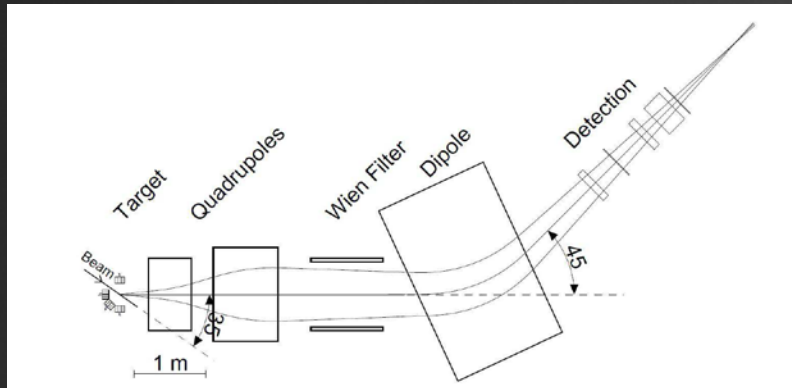 Target
Quadrupoles
Wien Filter
Dipole
Detection
Beam
35
45
1 m